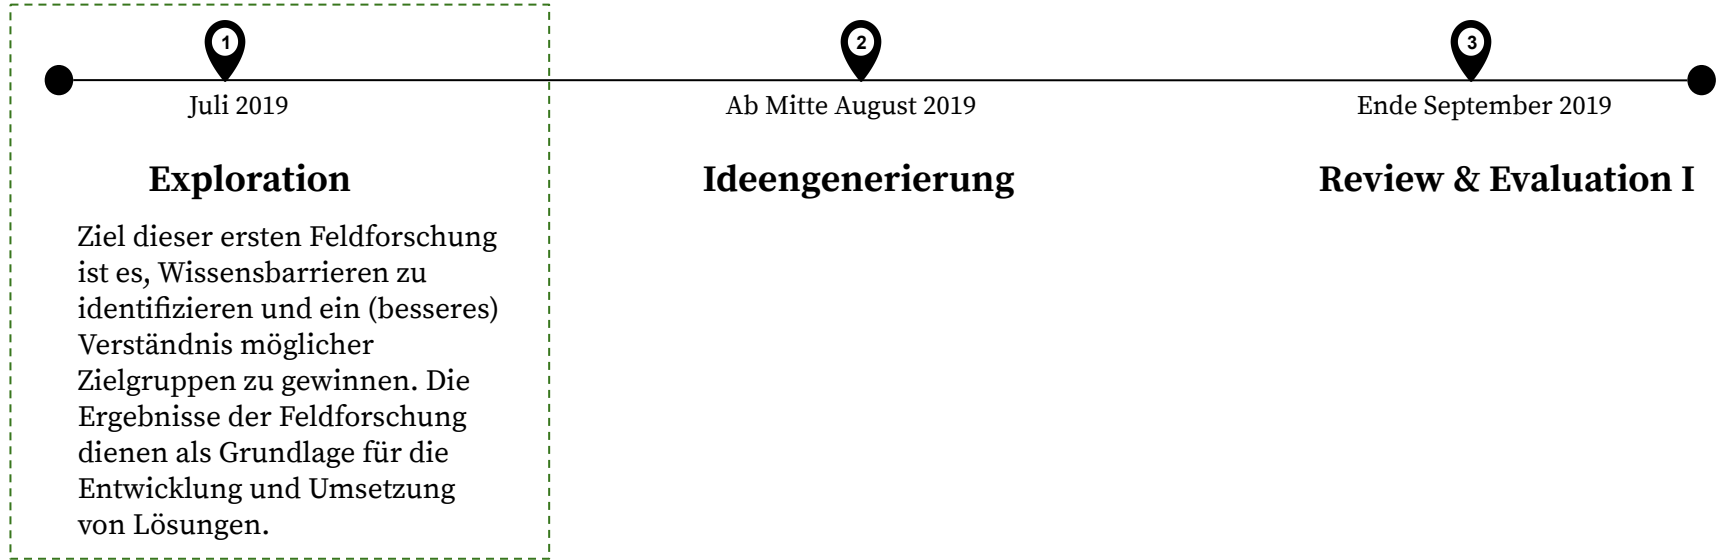 1
2
3
Juli 2019
Ab Mitte August 2019
Ende September 2019
Exploration
Ideengenerierung
Review & Evaluation I
Ziel dieser ersten Feldforschung
ist es, Wissensbarrieren zu
identifizieren und ein (besseres)
Verständnis möglicher
Zielgruppen zu gewinnen. Die
Ergebnisse der Feldforschung
dienen als Grundlage für die
Entwicklung und Umsetzung
von Lösungen.